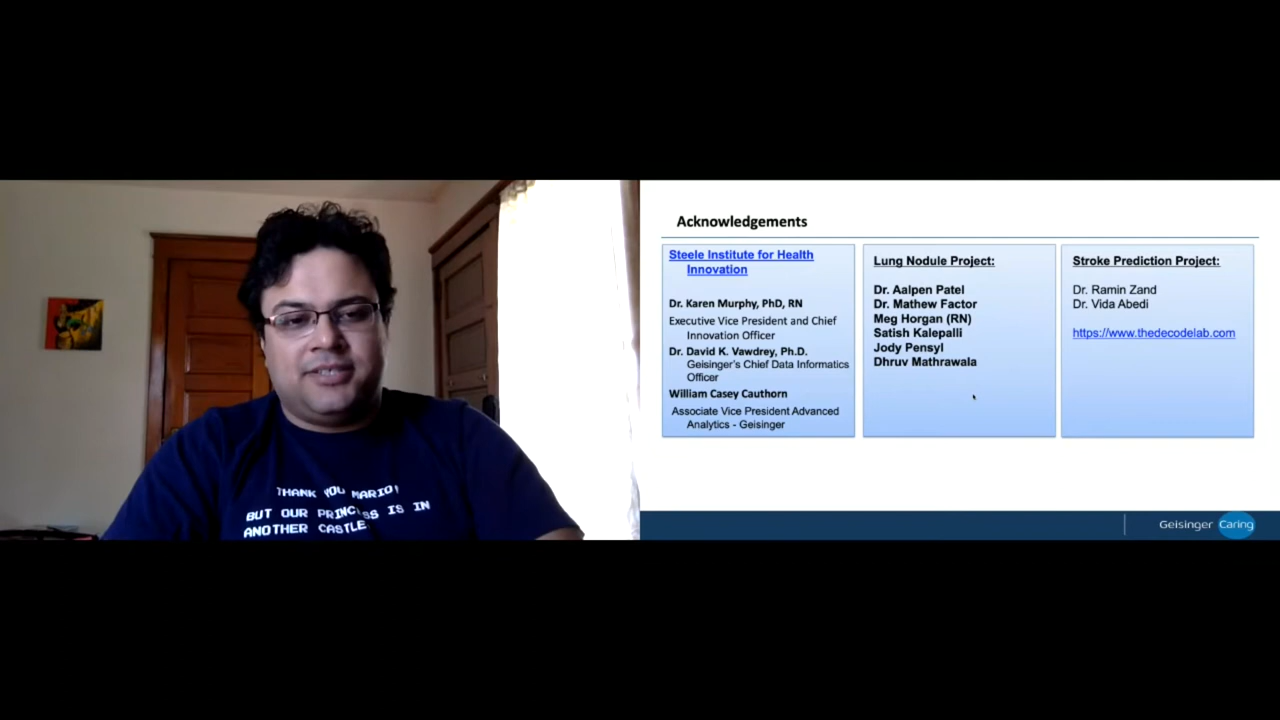 THANK YOU MARIO!
BUT OUR PRINCESS IS IN
ANOTHER CASTLE
Acknowledgements
Steele Institute for Health
Innovation
Dr. Karen Murphy, PhD, RN
Executive Vice President and Chief
Innovation Officer
Dr. David K. Vawdrey, Ph.D.
Geisinger's Chief Data Informatics
Officer
William Casey Cauthorn
Associate Vice President Advanced
Analytics - Geisinger
Lung Nodule Project:
Dr. Aalpen Patel
Dr. Mathew Factor
Meg Horgan (RN)
Satish Kalepalli
Jody Pensyl
Dhruv Mathrawala
Stroke Prediction Project:
Dr. Ramin Zand
Dr. Vida Abedi
https://www.thedecodelab.com
Geisinger Caring